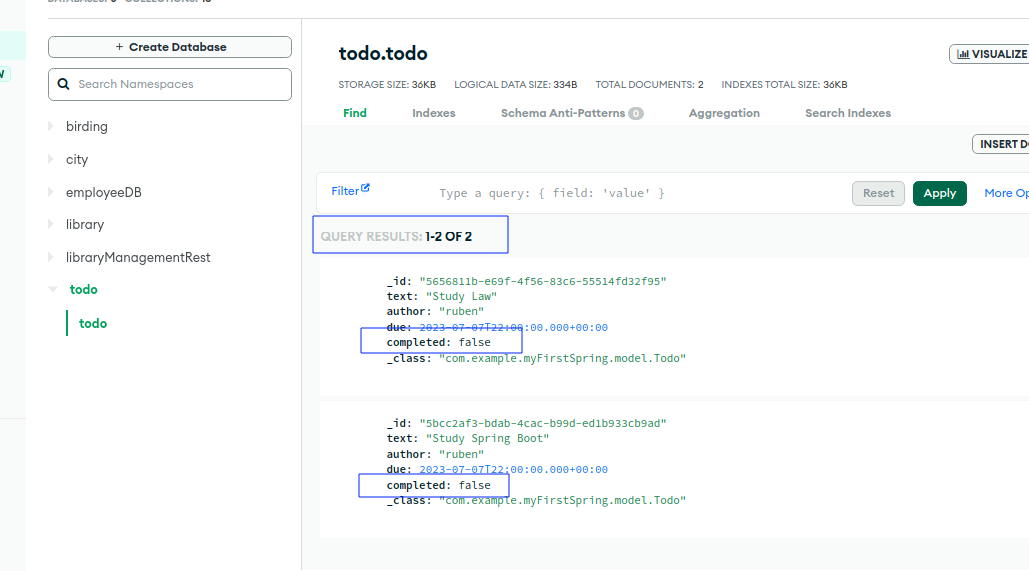 + Create Database
Search Namespaces
birding
city
employeeDB
library
libraryManagementRest
todo
todo
todo.todo
VISUALIZE
STORAGE SIZE: 36KB LOGICAL DATA SIZE: 334B TOTAL DOCUMENTS: 2 INDEXES TOTAL SIZE: 36KB
Find Indexes Schema Anti-Patterns 0 Aggregation Search Indexes
INSERT
Filter Type a query: { field: 'value' } Reset Apply More
QUERY RESULTS: 1-2 OF 2
_id: "5656811b-e69f-4f56-83c6-55514fd32f95"
text: "Study Law"
author: "ruben"
due: 2023-07-07T22:00:00.000+00:00
completed: false
_class: "com.example.myFirstSpring.model.Todo"
_id: "5bcc2af3-bdab-4cac-b99d-ed1b933cb9ad"
text: "Study Spring Boot"
author: "ruben"
due: 2023-07-07T22:00:00.000+00:00
completed: false
_class: "com.example.myFirstSpring.model.Todo"